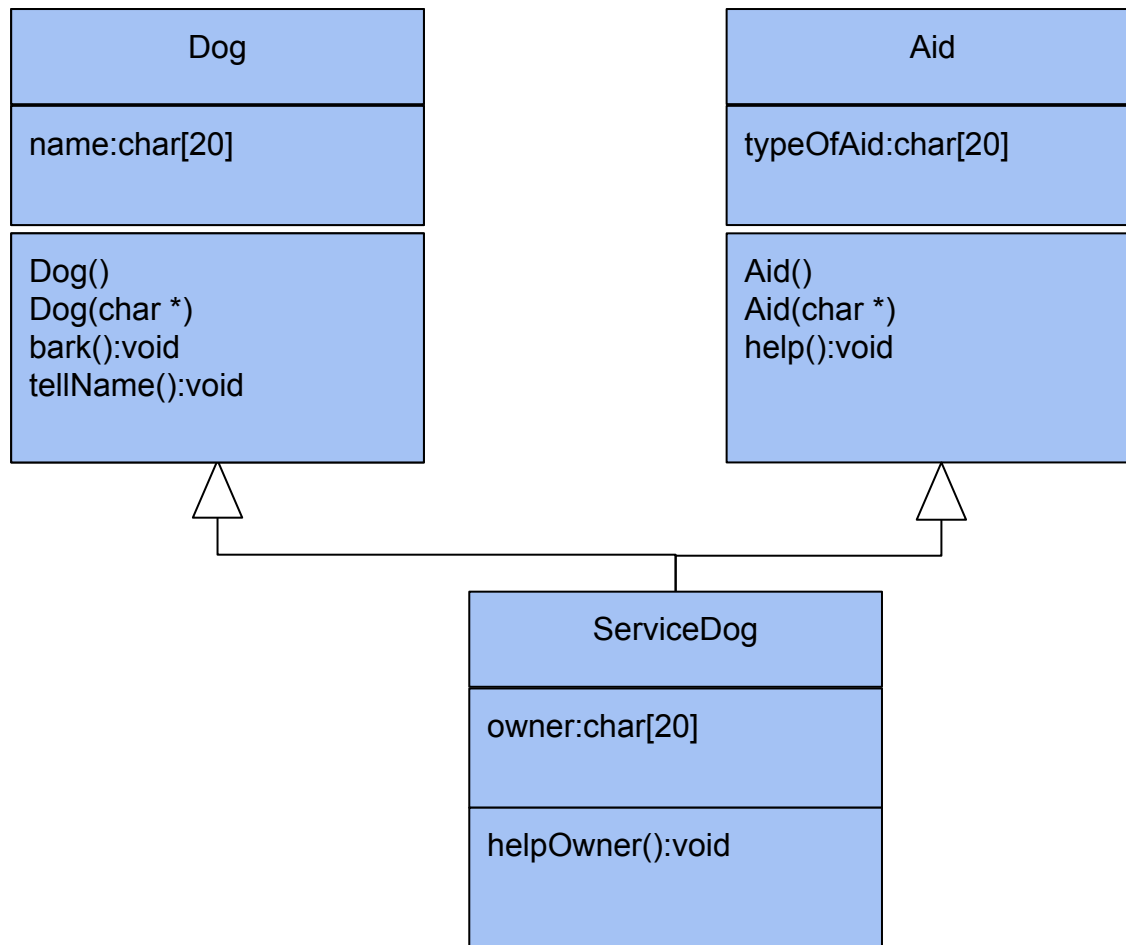 Dog
name:char[20]
Dog()
Dog(char *)
bark():void
tellName():void
Aid
typeOfAid:char[20]
Aid()
Aid(char *)
help():void
ServiceDog
owner:char[20]
helpOwner():void